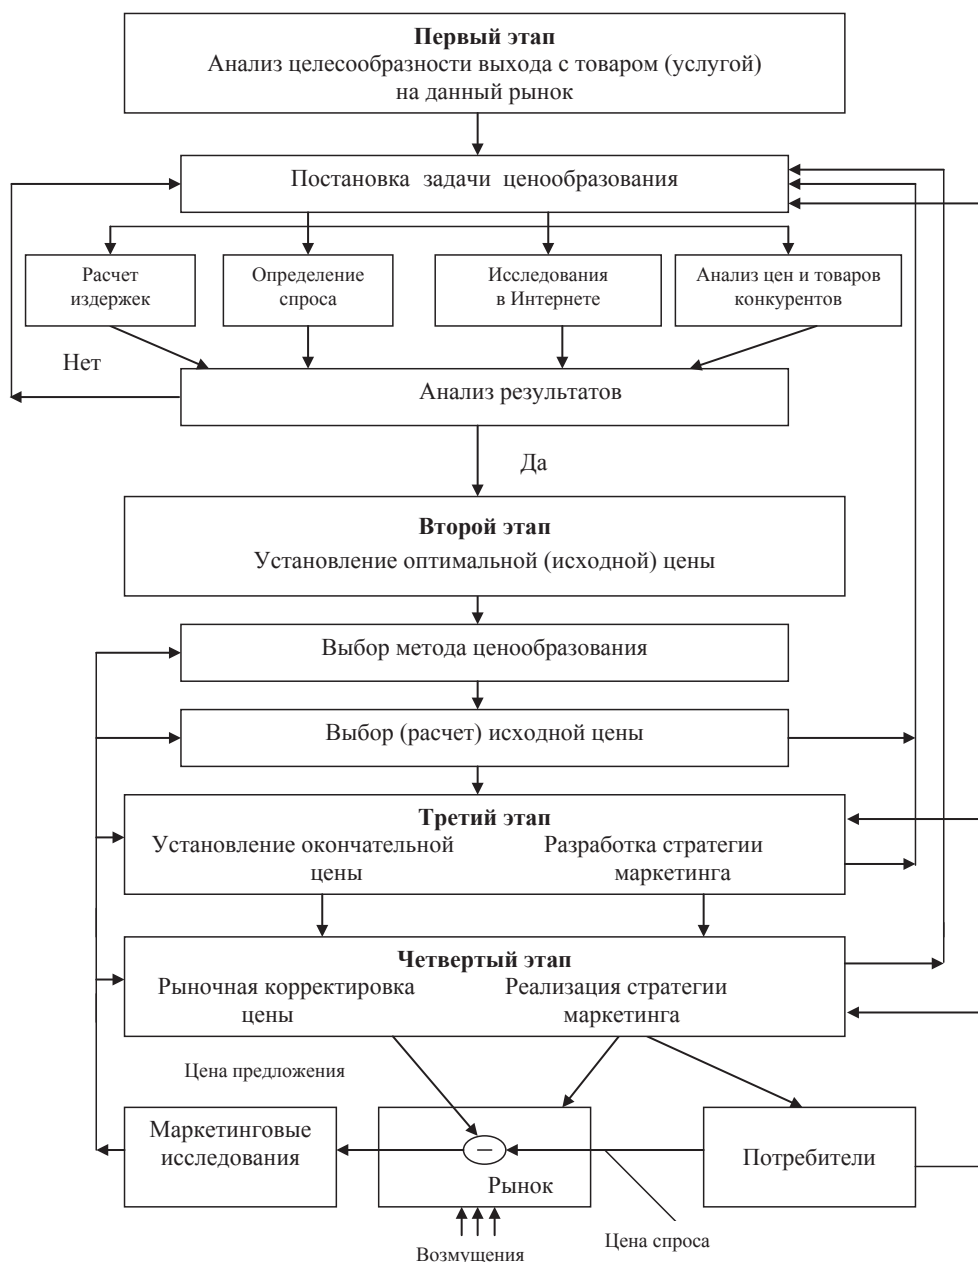 Первый этап
Анализ целесообразности выхода с товаром (услугой)
на данный рынок
Постановка задачи ценообразования
Расчет
издержек
Определение
спроса
Исследования
в Интернете
Анализ цен и товаров
конкурентов
Нет
Анализ результатов
Да
Второй этап
Установление оптимальной (исходной) цены
Выбор метода ценообразования
Выбор (расчет) исходной цены
Третий этап
Установление окончательной
цены
Разработка стратегии
маркетинга
Четвертый этап
Рыночная корректировка
цены
Реализация стратегии
маркетинга
Цена предложения
Маркетинговые
исследования
–
Рынок
Потребители
Возмущения
Цена спроса